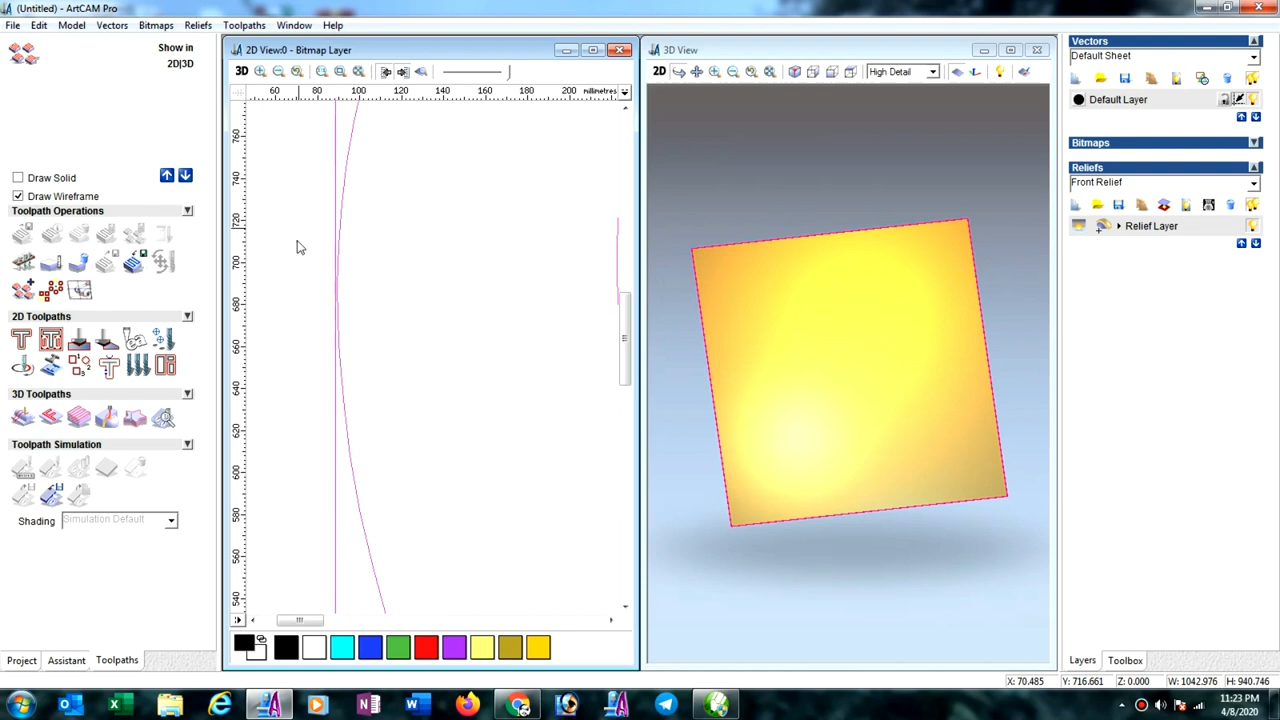 (Untitled) - ArtCAM Pro
File Edit Model Vectors Bitmaps Reliefs Toolpaths Window Help
Show in
2D|3D
Draw Solid
Draw Wireframe
Toolpath Operations
2D Toolpaths
3D Toolpaths
Toolpath Simulation
Shading Simulation Default
Project Assistant Toolpaths
2D View:0 - Bitmap Layer
3D
60 80 100 120 140 160 180 200 millimetres
760
740
720
700
680
660
640
620
600
580
560
540
3D View
2D High Detail
Vectors
Default Sheet
Default Layer
Bitmaps
Reliefs
Front Relief
Relief Layer
Layers Toolbox
X: 70.485 Y: 716.661 Z: 0.000 W: 1042.976 H: 940.746
11:23 PM
4/8/2020